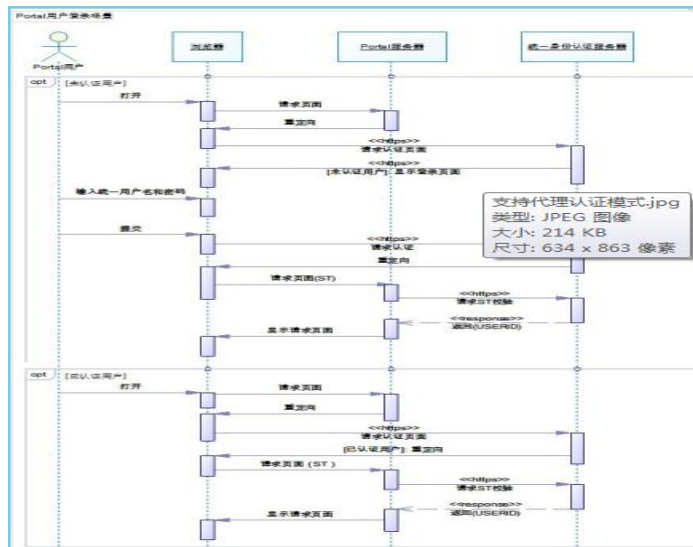 Portal用户登录场景
浏览器
Portal服务器
统一身份认证服务器
Portal用户
opt [未认证用户]
打开
请求页面
重定向
<<https>>
请求认证页面
<<https>>
[未认证用户]: 显示登录页面
输入统一用户名和密码
支持代理认证模式.jpg
类型: JPEG 图像
大小: 214 KB
尺寸: 634 x 863 像素
提交
<<https>>
请求认证
重定向
请求页面(ST)
<<https>>
请求ST校验
<<response>>
返回(USERID)
显示请求页面
opt [已认证用户]
打开
请求页面
重定向
<<https>>
请求认证页面
[已认证用户]: 重定向
请求页面 (ST )
<<https>>
请求ST校验
<<response>>
返回(USERID)
显示请求页面